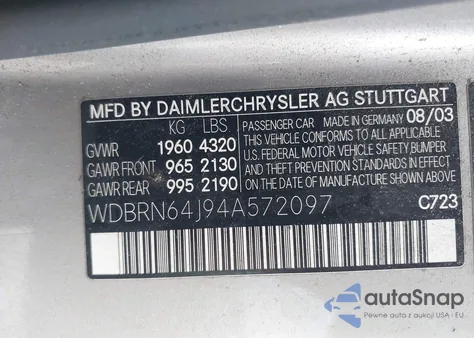 MFD BY DAIMLERCHRYSLER AG STUTTGART
KG LBS. PASSENGER CAR MADE IN GERMANY 08/03
GVWR 1960 4320 THIS VEHICLE CONFORMS TO ALL APPLICABLE
GAWR FRONT 965 2130 U.S. FEDERAL MOTOR VEHICLE SAFETY,BUMPER
GAWR REAR 995 2190 AND THEFT PREVENTION STANDARDS IN EFFECT
ON THE DATE OF MANUFACTURE SHOWN ABOVE.
WDBRN64J94A572097 C723
autoSnap
Pewne auta z USA i EU